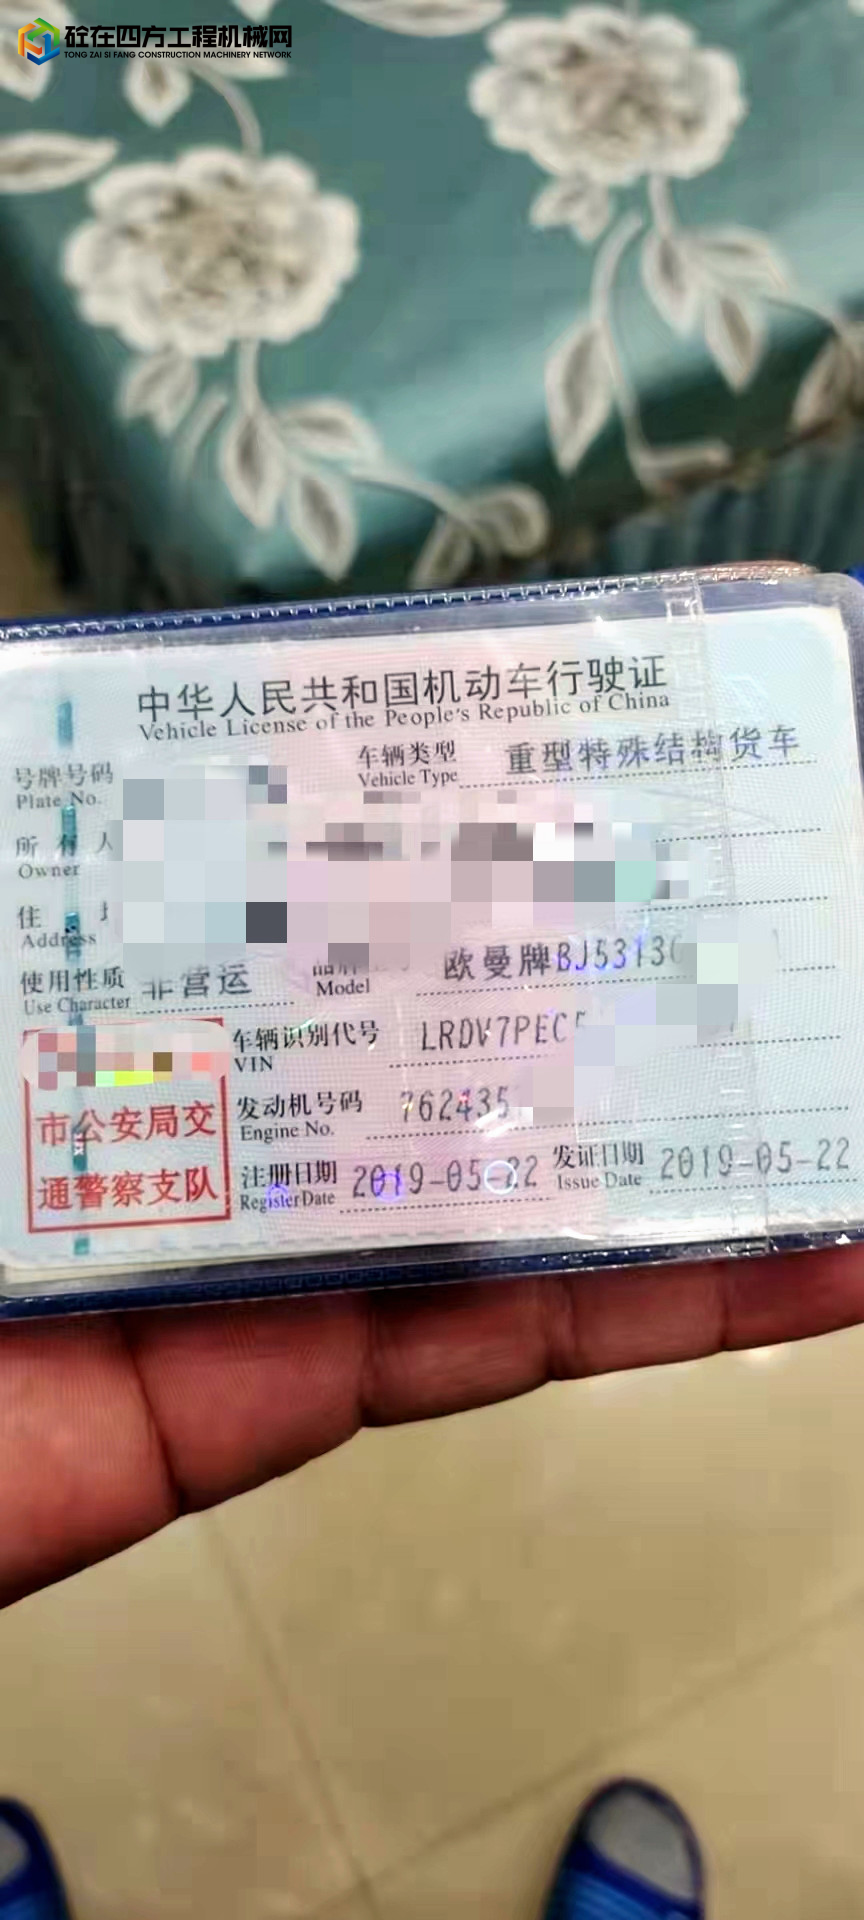 砼在四方工程机械网
TONG ZAI SI FANG CONSTRUCTION MACHINERY NETWORK
中华人民共和国机动车行驶证
Vehicle License of the People's Republic of China
号牌号码
Plate No.
车辆类型 重型特殊结构货车
Vehicle Type
所有人
Owner
住
Address
使用性质 非营运
Use Character
欧曼牌BJ5313
Model
车辆识别代号 LRDV7PEC
VIN
发动机号码 762435
Engine No.
注册日期 2019-05-22
Register Date
发证日期 2019-05-22
Issue Date
市公安局交
通警察支队